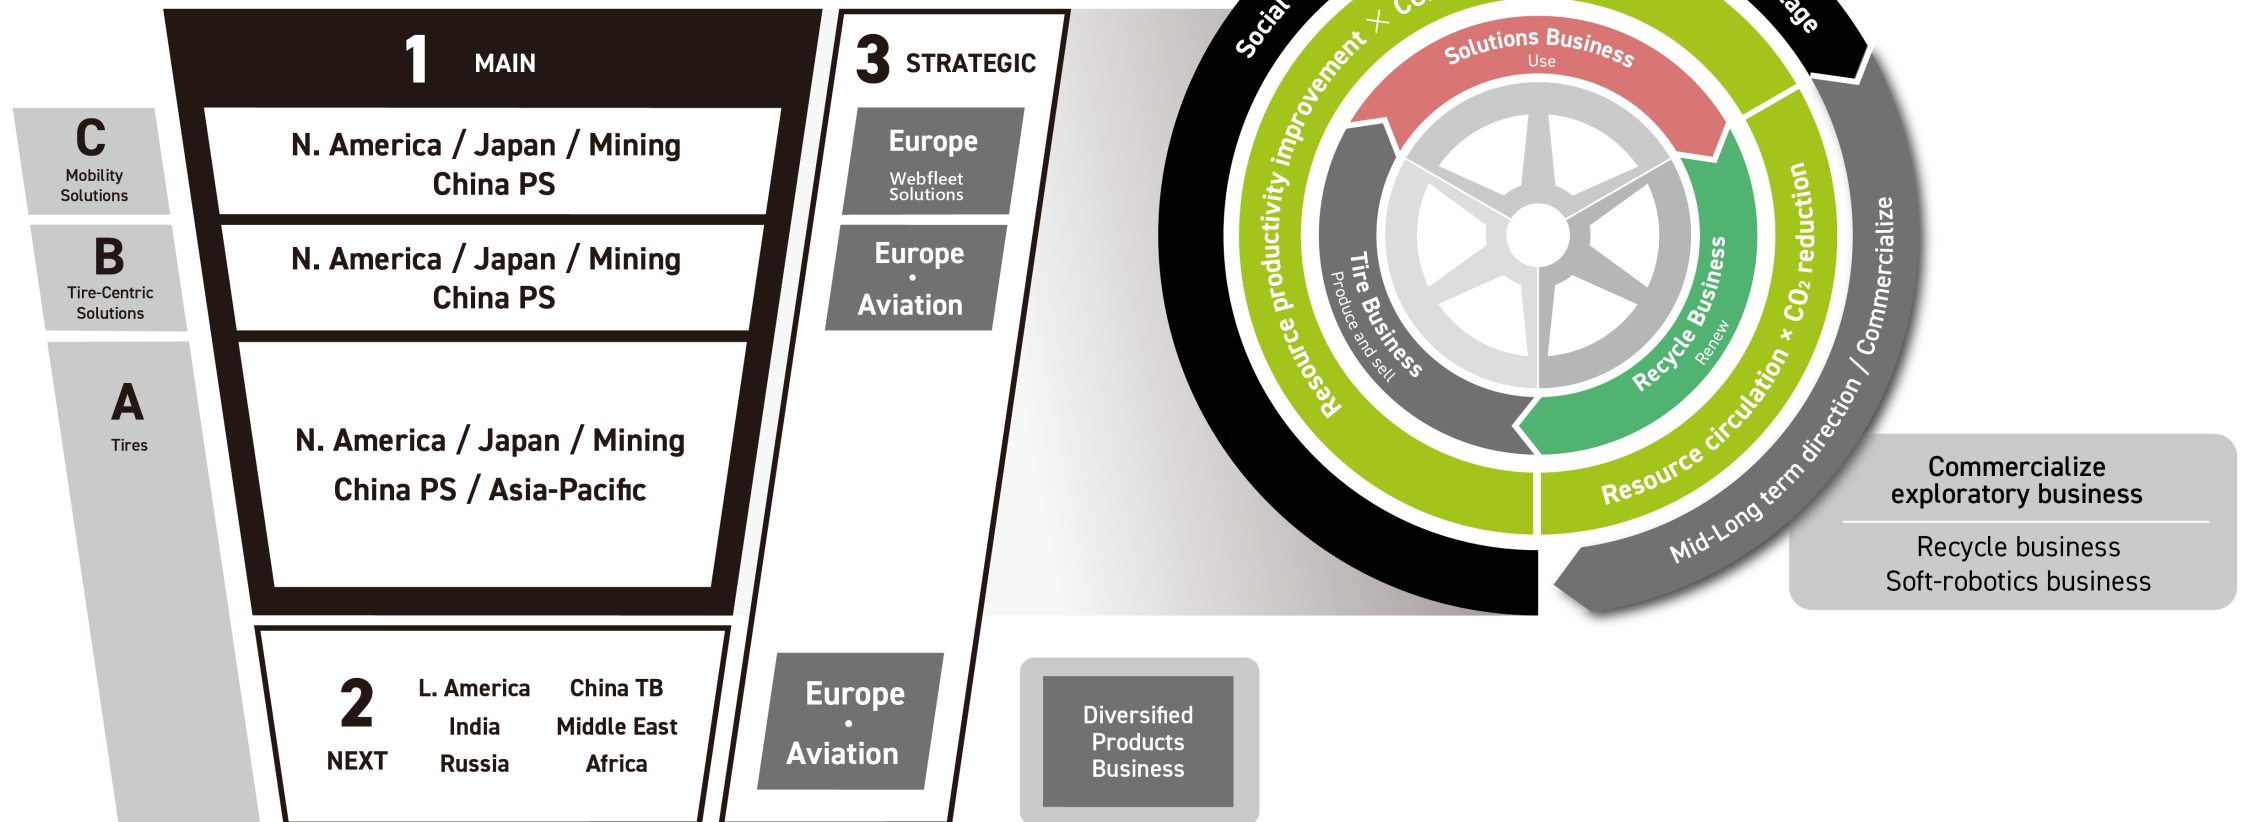 1 MAIN
3 STRATEGIC
C
Mobility
Solutions
N. America / Japan / Mining
China PS
Europe
Webfleet
Solutions
B
Tire-Centric
Solutions
N. America / Japan / Mining
China PS
Europe
・
Aviation
A
Tires
N. America / Japan / Mining
China PS / Asia-Pacific
2
NEXT
L. America
India
Russia
China TB
Middle East
Africa
Europe
・
Aviation
Diversified
Products
Business
Social
Resource productivity improvement ×
Solutions Business
Use
Tire Business
Produce and sell
Recycle Business
Renew
Resource circulation × CO₂ reduction
Mid-Long term direction / Commercialize
Commercialize
exploratory business
Recycle business
Soft-robotics business